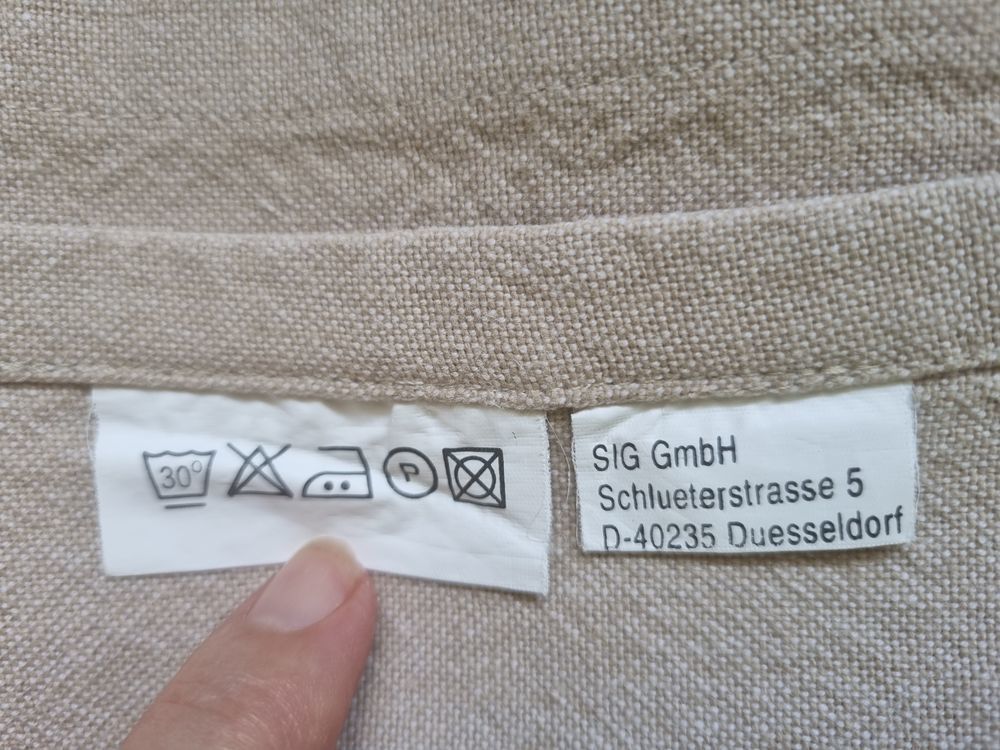 30°
P
SIG GmbH
Schlueterstrasse 5
D-40235 Duesseldorf